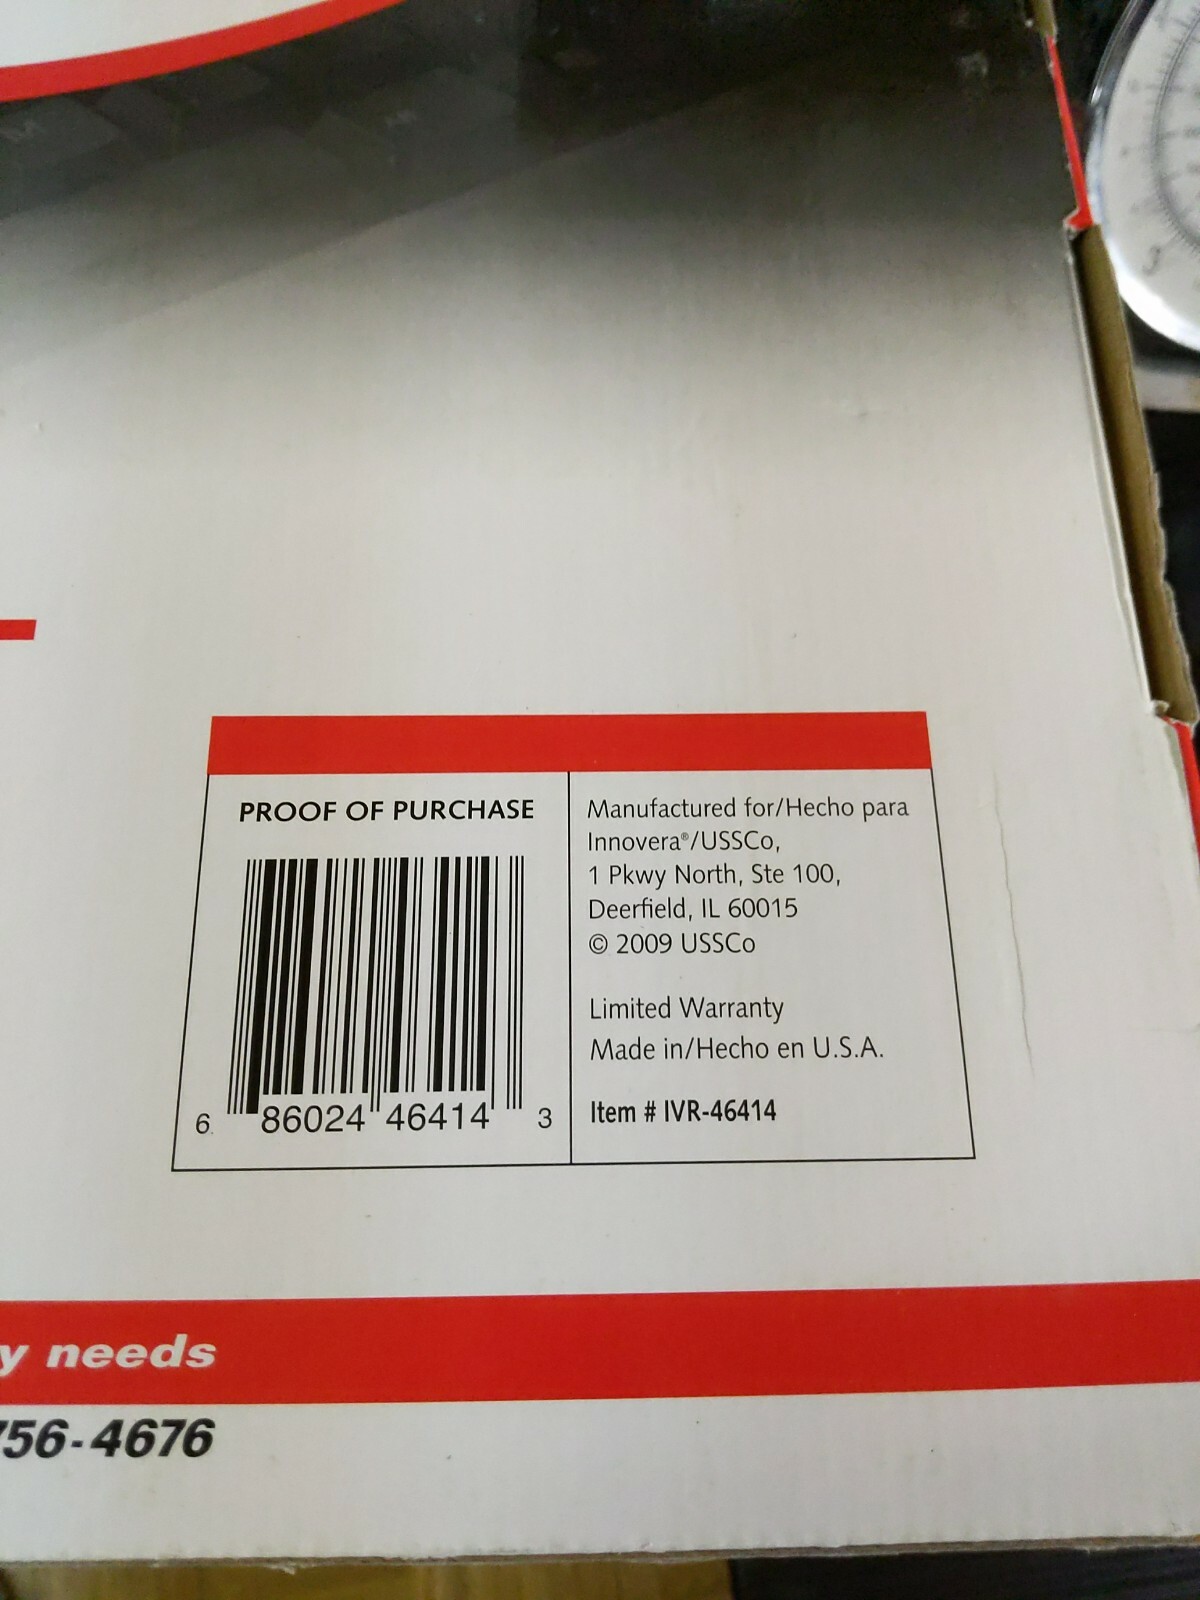 PROOF OF PURCHASE
6 86024 46414 3
Manufactured for/Hecho para
Innovera®/USSCo,
1 Pkwy North, Ste 100,
Deerfield, IL 60015
© 2009 USSCo
Limited Warranty
Made in/Hecho en U.S.A.
Item # IVR-46414
y needs
756-4676
3